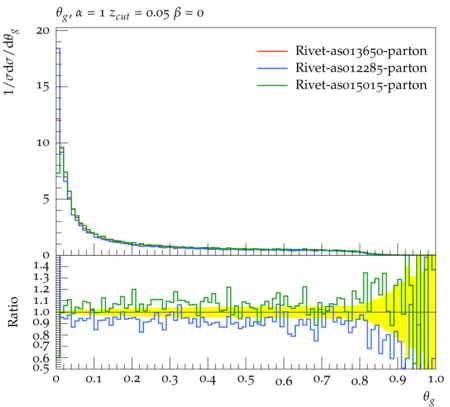 θg, α = 1 zcut = 0.05 β = 0
1/σdσ/dθg
20
15
10
5
0
Rivet-as013650-parton
Rivet-as012285-parton
Rivet-as015015-parton
Ratio
1.4
1.3
1.2
1.1
1.0
0.9
0.8
0.7
0.6
0.5
0 0.1 0.2 0.3 0.4 0.5 0.6 0.7 0.8 0.9 1.0
θg